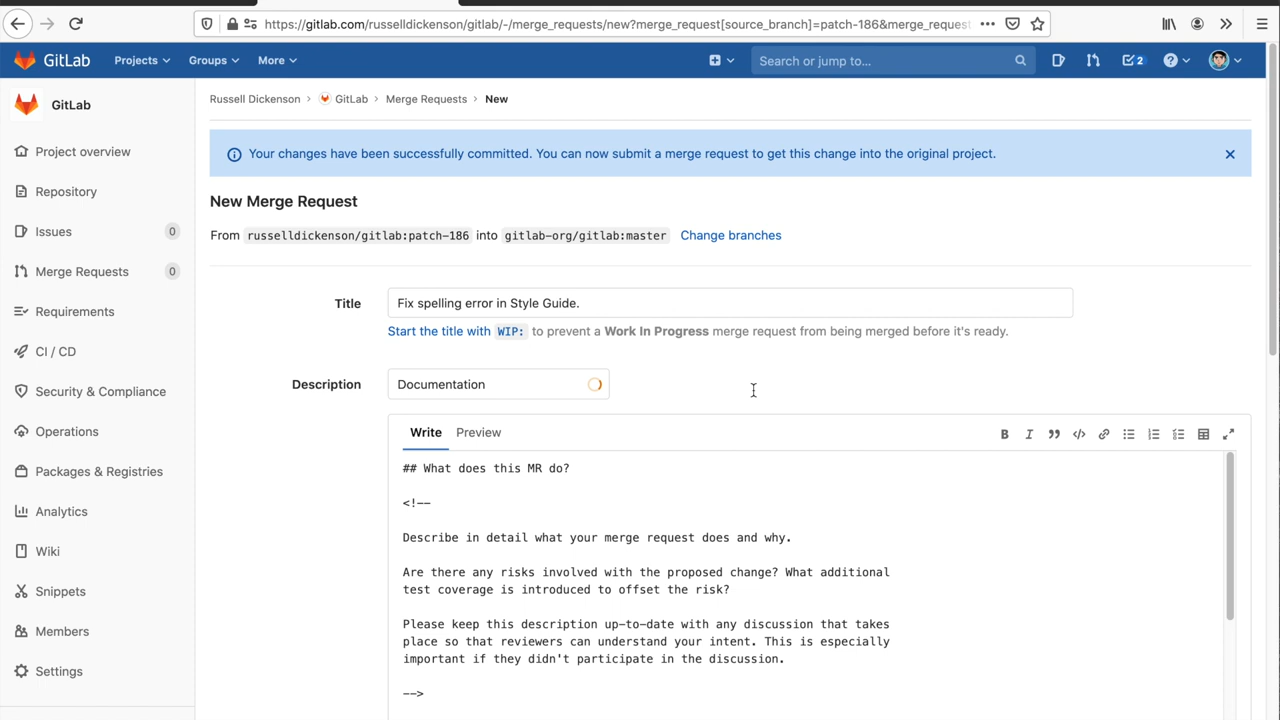 https://gitlab.com/russelldickenson/gitlab/-/merge_requests/new?merge_request[source_branch]=patch-186&merge_reques
GitLab Projects Groups More Search or jump to... 2
GitLab
Project overview
Repository
Issues 0
Merge Requests 0
Requirements
CI / CD
Security & Compliance
Operations
Packages & Registries
Analytics
Wiki
Snippets
Members
Settings
Russell Dickenson > GitLab > Merge Requests > New
Your changes have been successfully committed. You can now submit a merge request to get this change into the original project.
New Merge Request
From russelldickenson/gitlab:patch-186 into gitlab-org/gitlab:master Change branches
Title Fix spelling error in Style Guide.
Start the title with WIP: to prevent a Work In Progress merge request from being merged before it's ready.
Description Documentation
Write Preview
## What does this MR do?
<!--
Describe in detail what your merge request does and why.
Are there any risks involved with the proposed change? What additional
test coverage is introduced to offset the risk?
Please keep this description up-to-date with any discussion that takes
place so that reviewers can understand your intent. This is especially
important if they didn't participate in the discussion.
-->